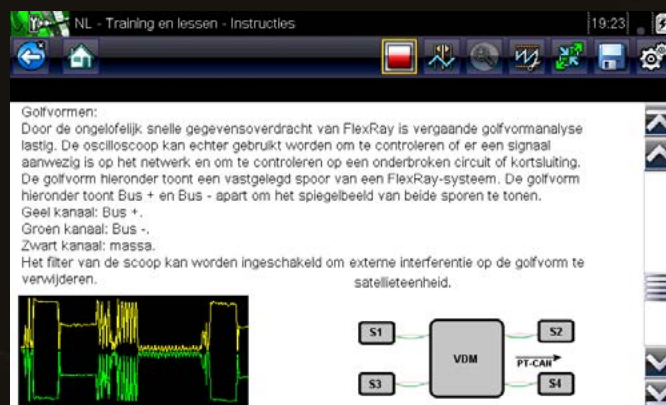 NL - Training en lessen - Instructies
19:23
Golfvormen:
Door de ongelofelijk snelle gegevensoverdracht van FlexRay is vergaande golfvormanalyse
lastig. De oscilloscoop kan echter gebruikt worden om te controleren of er een signaal
aanwezig is op het netwerk en om te controleren op een onderbroken circuit of kortsluiting.
De golfvorm hieronder toont een vastgelegd spoor van een FlexRay-systeem. De golfvorm
hieronder toont Bus + en Bus - apart om het spiegelbeeld van beide sporen te tonen.
Geel kanaal: Bus +.
Groen kanaal: Bus -.
Zwart kanaal: massa.
Het filter van de scoop kan worden ingeschakeld om externe interferentie op de golfvorm te
verwijderen.
satellieteenheid.
S1
S2
VDM
PT-CAN
S3
S4